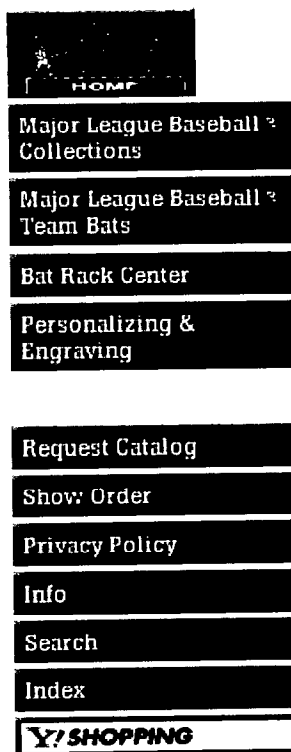 HOME
Major League Baseball
Collections
Major League Baseball
Team Bats
Bat Rack Center
Personalizing &
Engraving
Request Catalog
Show Order
Privacy Policy
Info
Search
Index
Y! SHOPPING